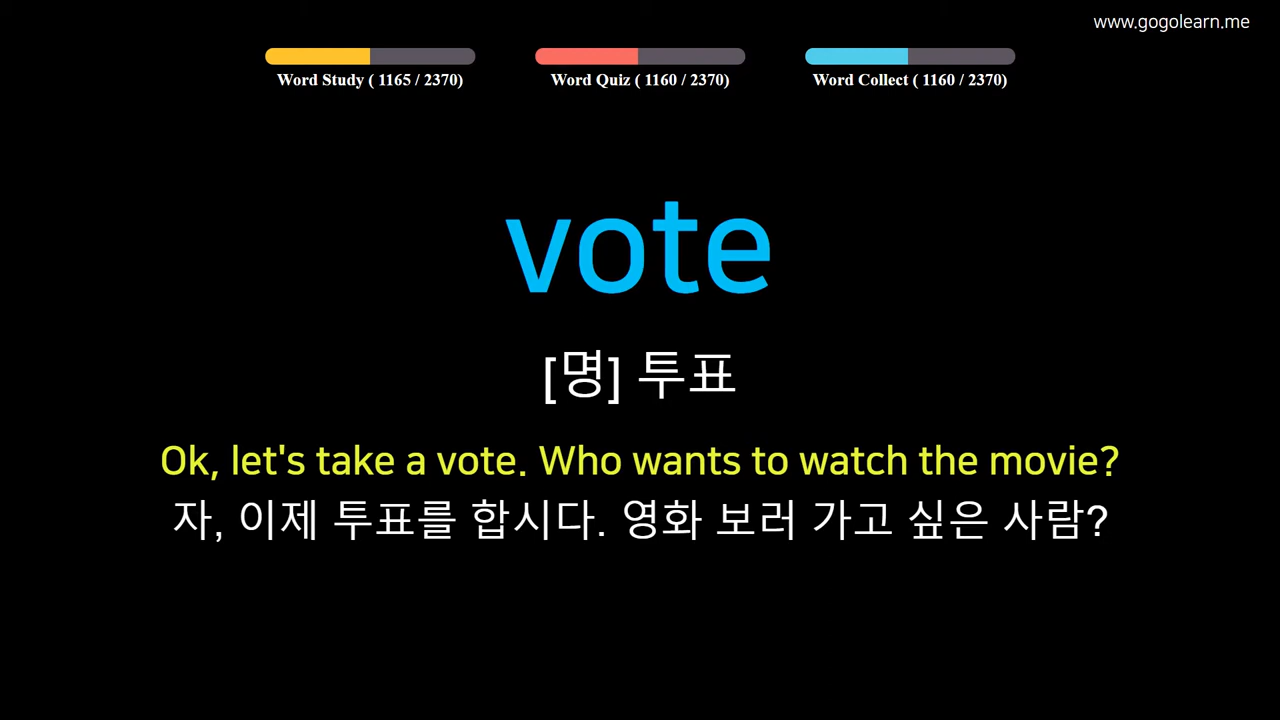 www.gogolearn.me
Word Study ( 1165 / 2370)
Word Quiz ( 1160 / 2370)
Word Collect ( 1160 / 2370)
vote
[명] 투표
Ok, let's take a vote. Who wants to watch the movie?
자, 이제 투표를 합시다. 영화 보러 가고 싶은 사람?